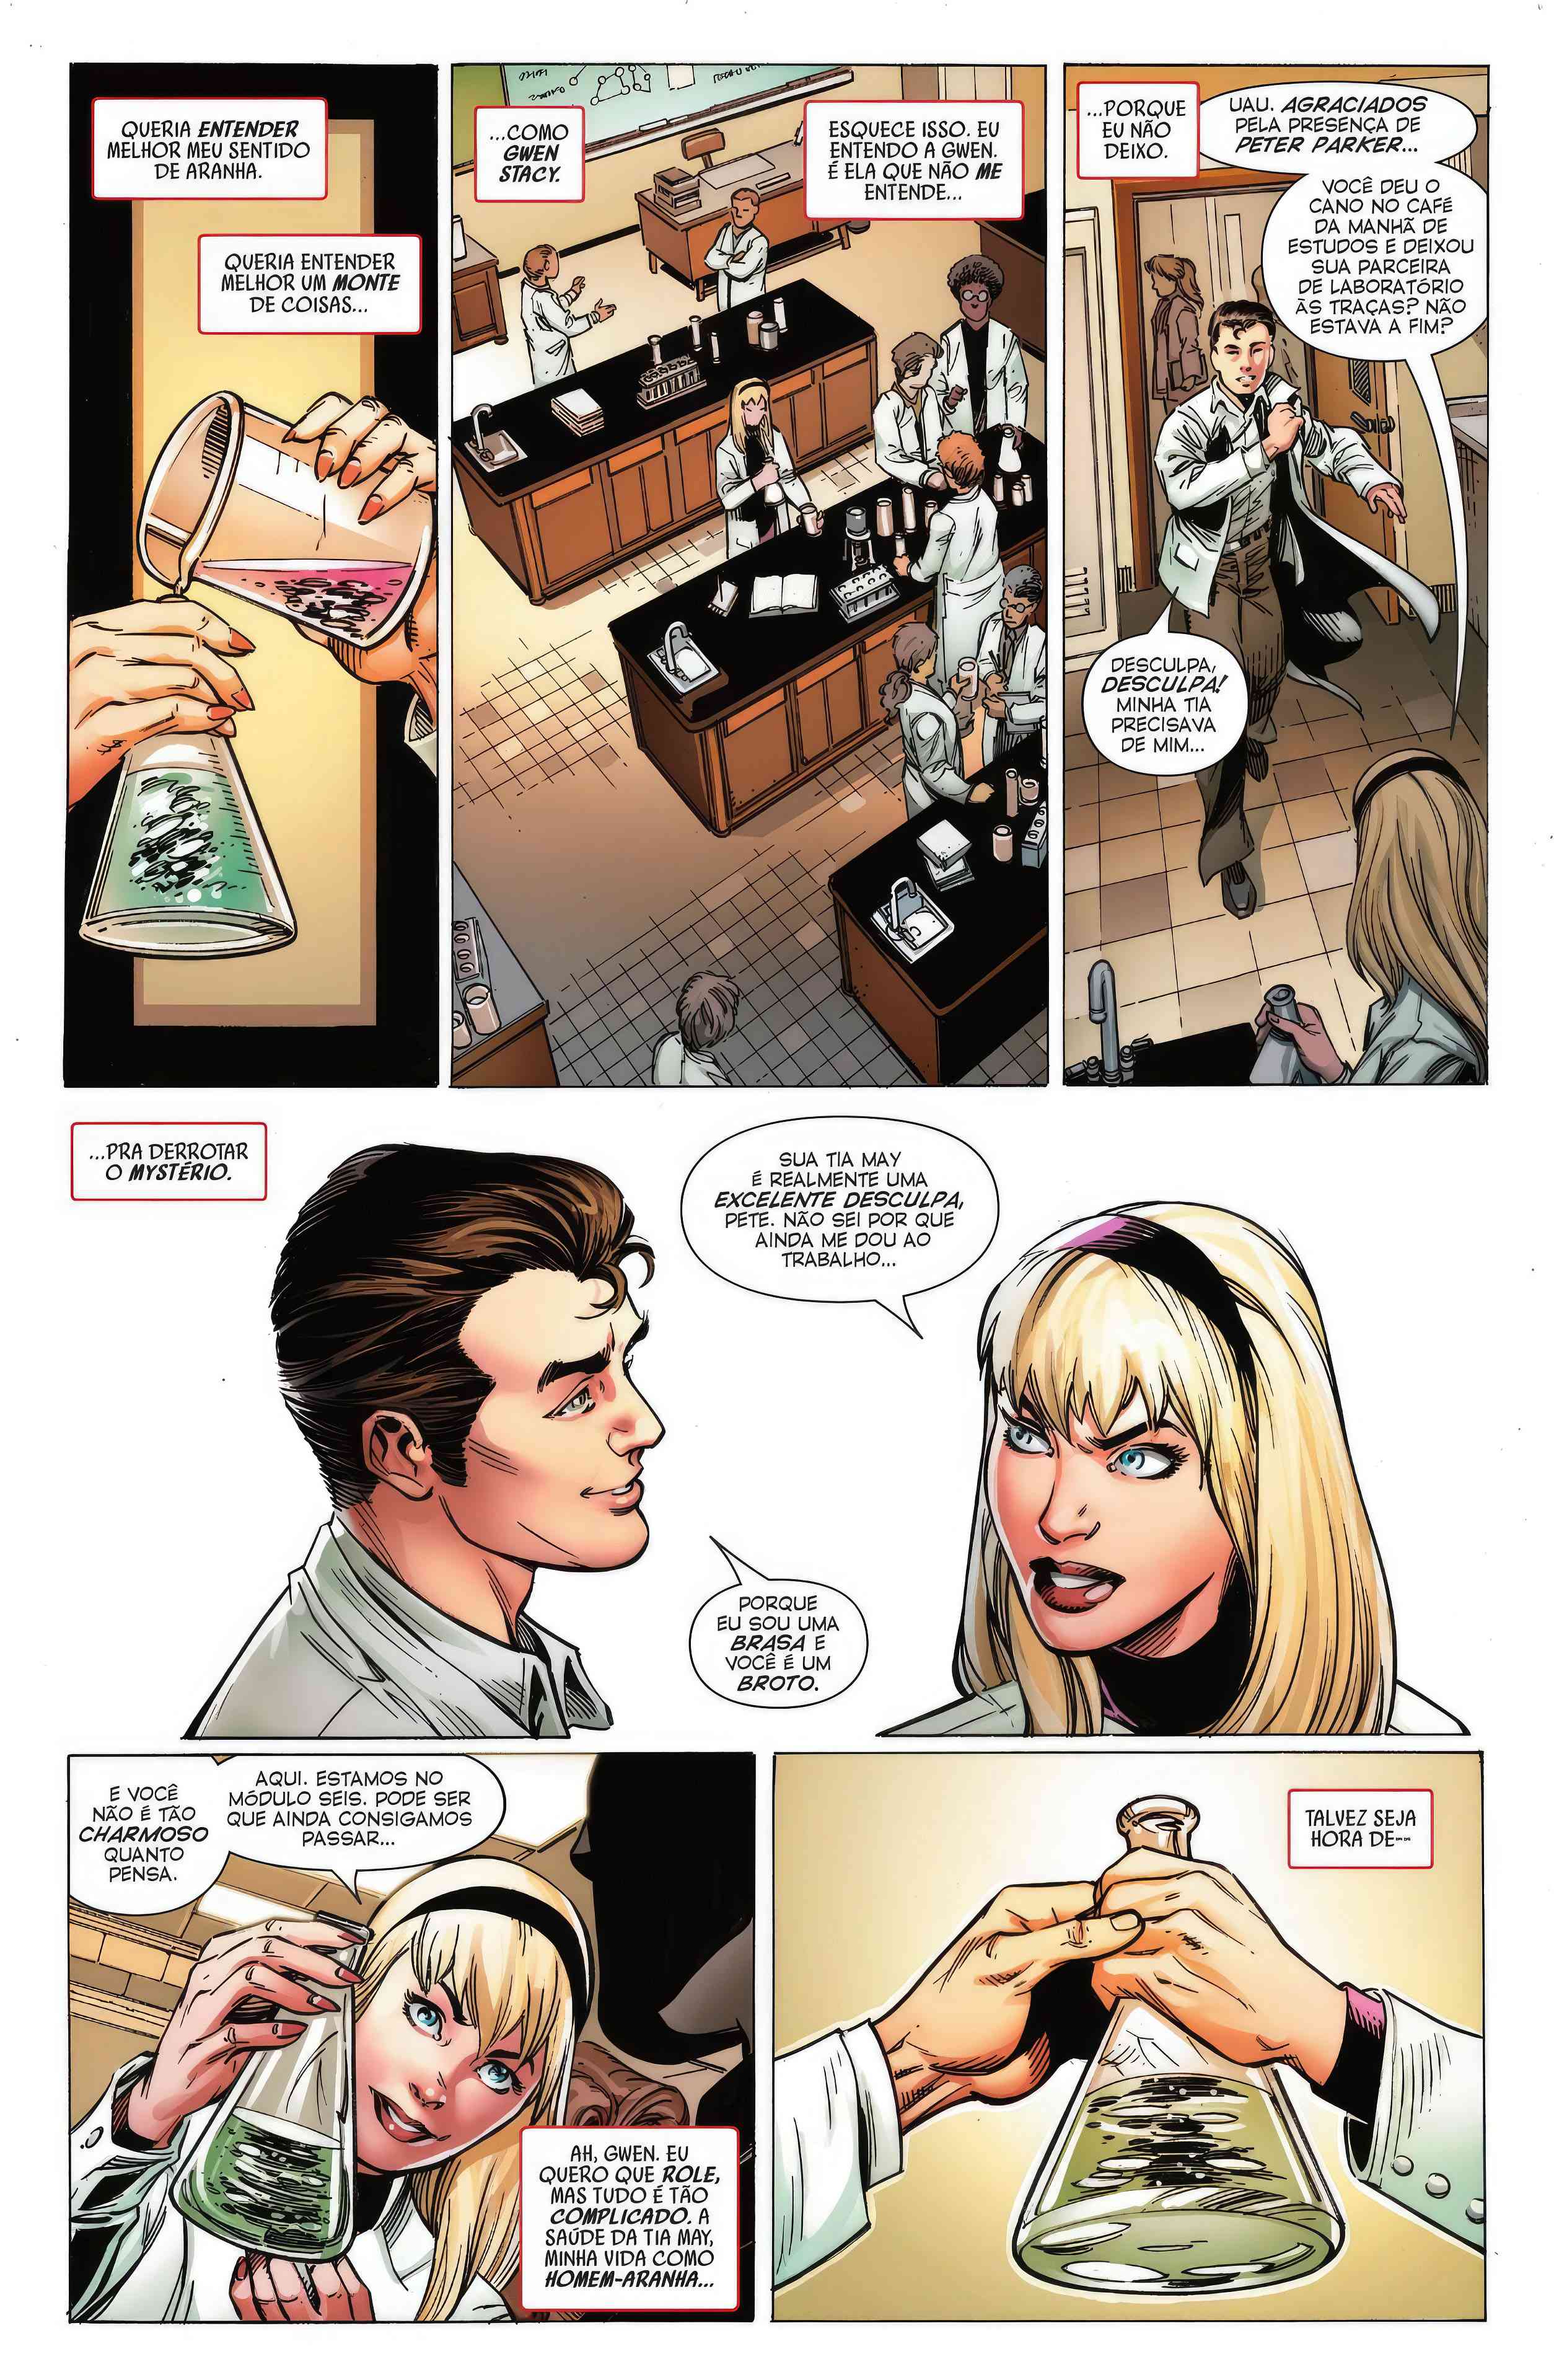 QUERIA ENTENDER
MELHOR MEU SENTIDO
DE ARANHA.
QUERIA ENTENDER
MELHOR UM MONTE
DE COISAS...
...COMO
GWEN
STACY.
ESQUECE ISSO. EU
ENTENDO A GWEN.
É ELA QUE NÃO ME
ENTENDE...
...PORQUE
EU NÃO
DEIXO.
UAU. AGRACIADOS
PELA PRESENÇA DE
PETER PARKER...
VOCÊ DEU O
CANO NO CAFÉ
DA MANHÃ DE
ESTUDOS E DEIXOU
SUA PARCEIRA
DE LABORATÓRIO
ÀS TRAÇAS? NÃO
ESTAVA A FIM?
DESCULPA,
DESCULPA!
MINHA TIA
PRECISAVA
DE MIM...
...PRA DERROTAR
O MYSTÉRIO.
SUA TIA MAY
É REALMENTE UMA
EXCELENTE DESCULPA,
PETE. NÃO SEI POR QUE
AINDA ME DOU AO
TRABALHO...
PORQUE
EU SOU UMA
BRASA E
VOCÊ É UM
BROTO.
E VOCÊ
NÃO É TÃO
CHARMOSO
QUANTO
PENSA.
AQUI. ESTAMOS NO
MÓDULO SEIS. PODE SER
QUE AINDA CONSIGAMOS
PASSAR...
AH, GWEN. EU
QUERO QUE ROLE,
MAS TUDO É TÃO
COMPLICADO. A
SAÚDE DA TIA MAY,
MINHA VIDA COMO
HOMEM-ARANHA...
TALVEZ SEJA
HORA DE--